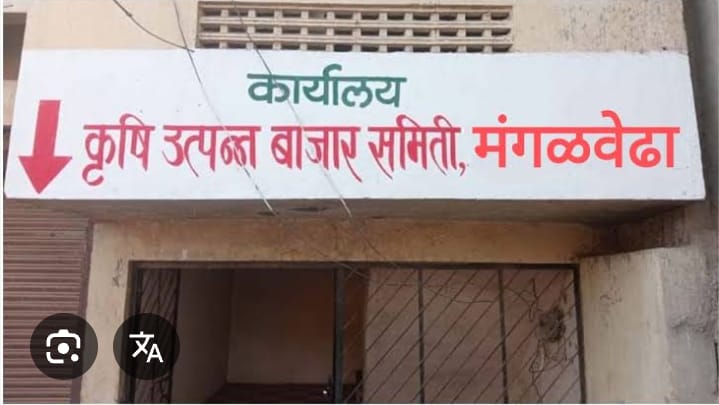 कार्यालय
कृषि उत्पन्न बाजार समिती, मंगळवेढा